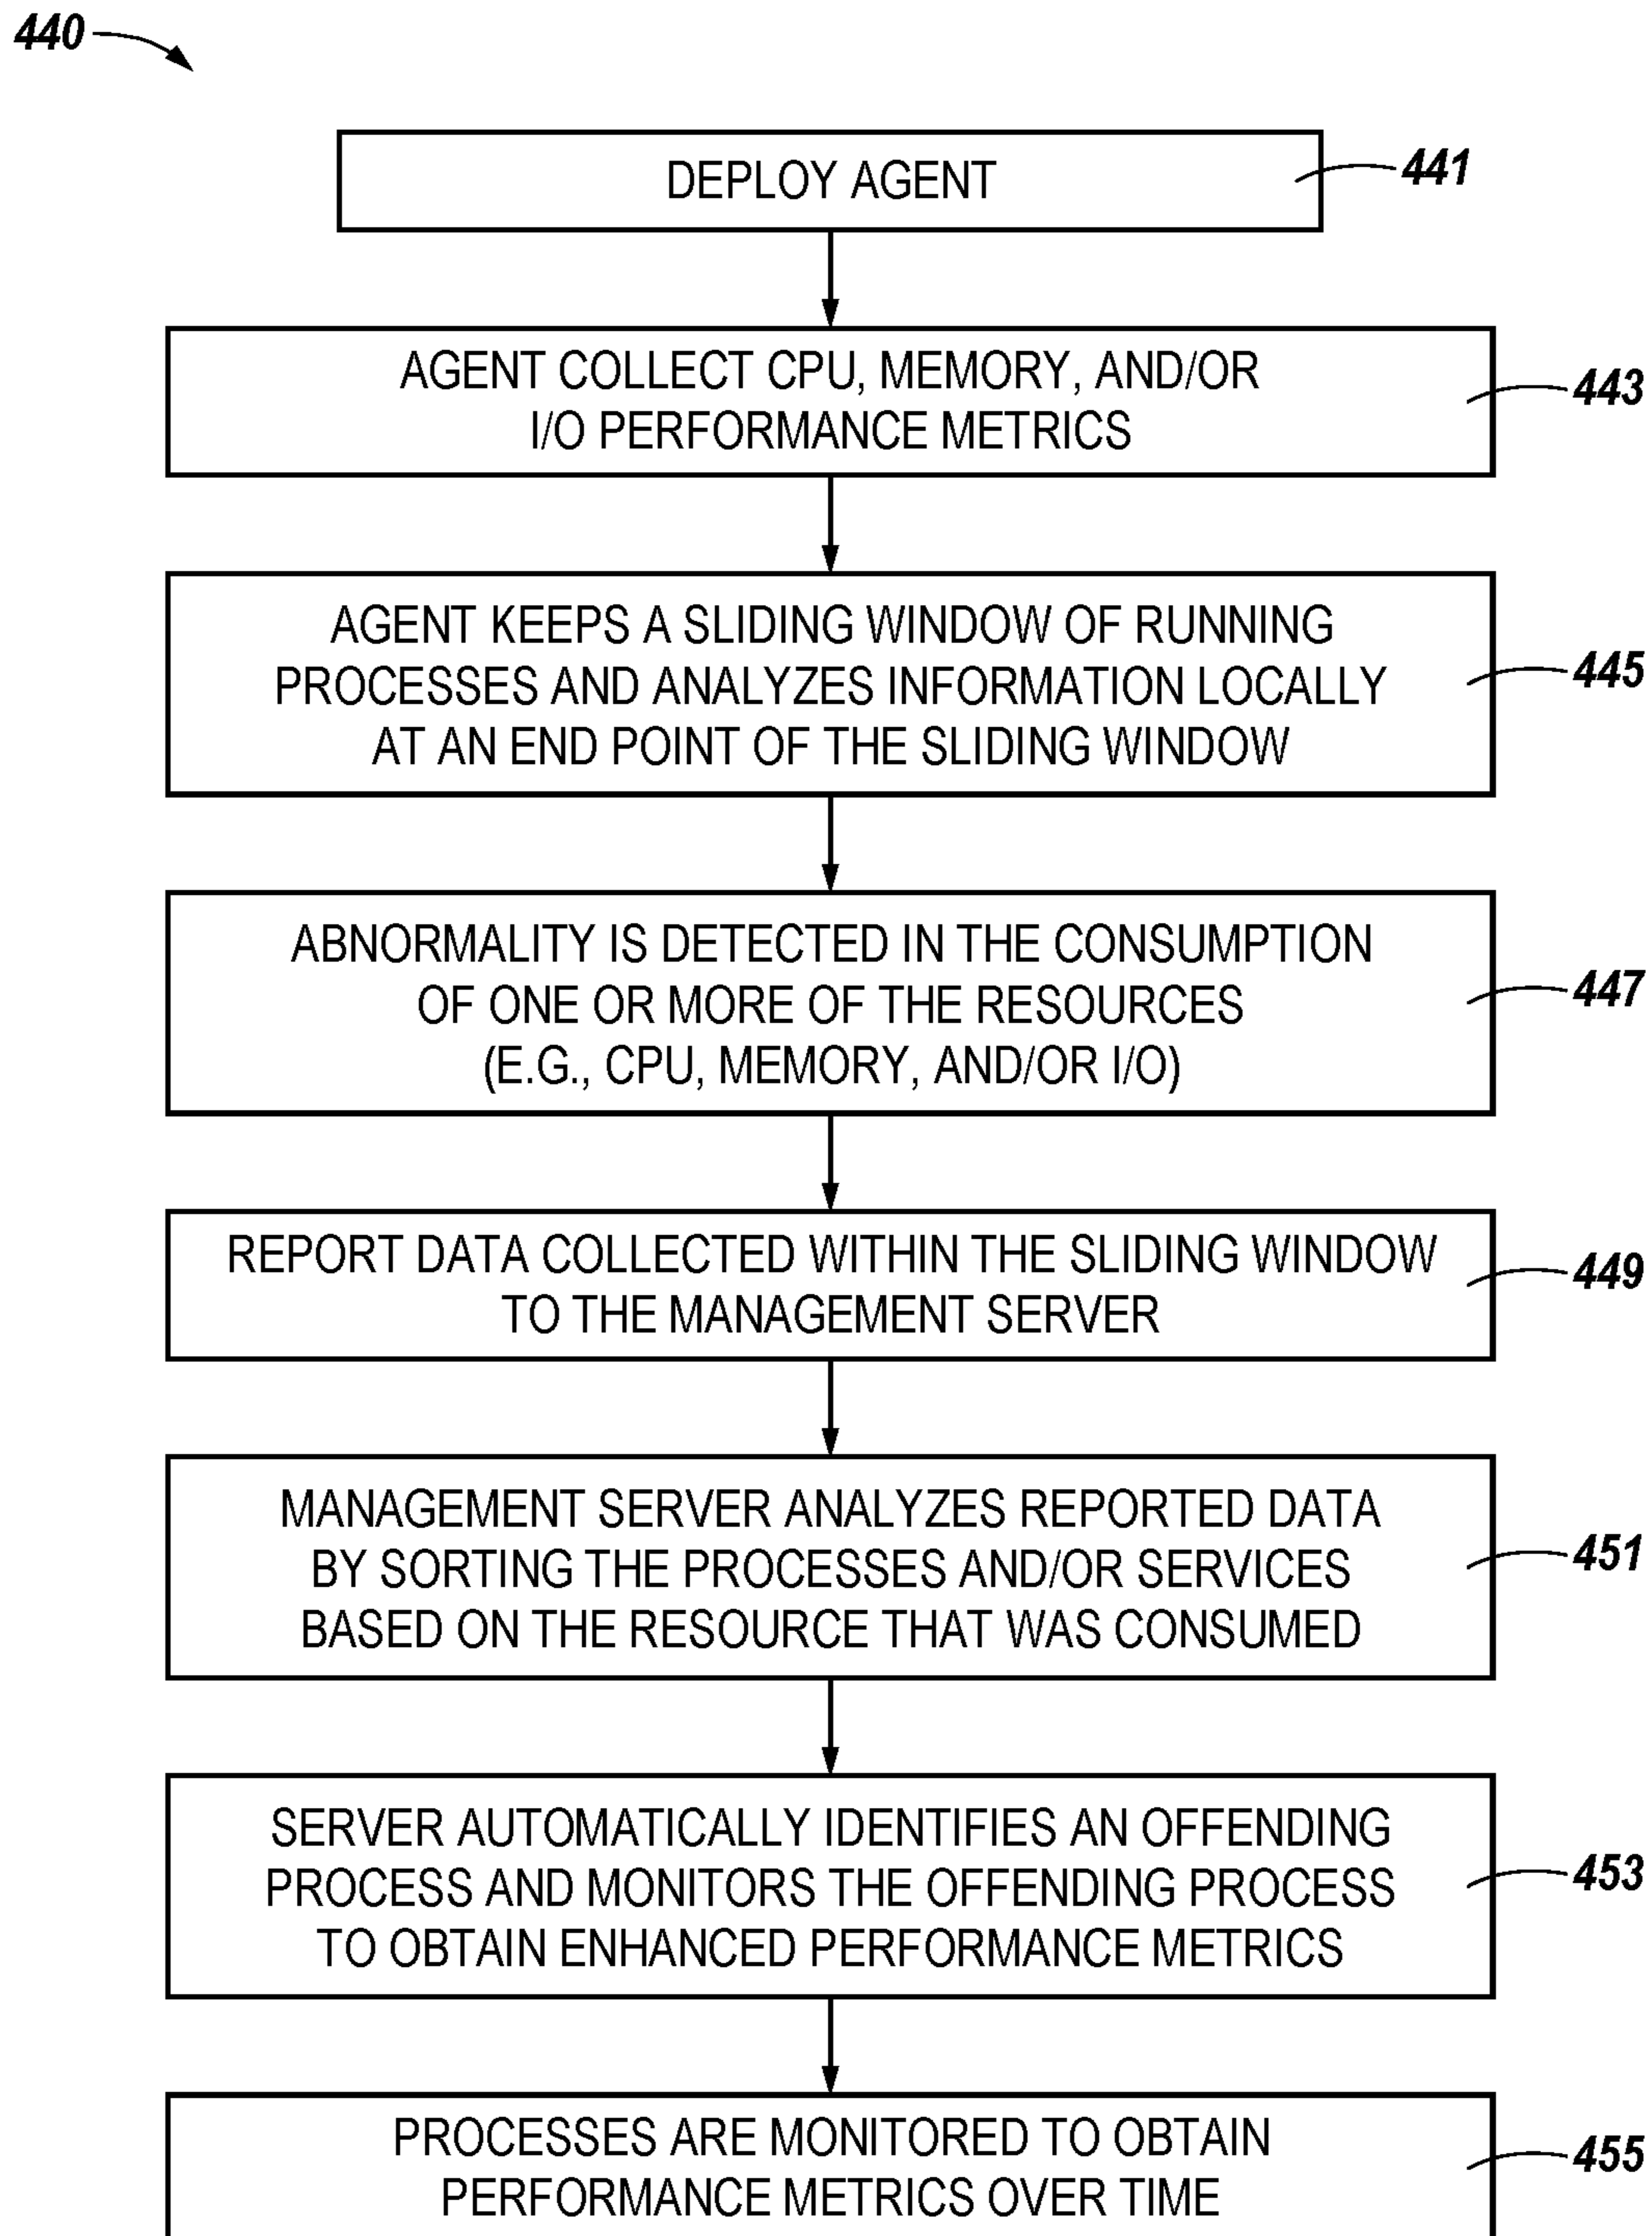 440
DEPLOY AGENT
441
AGENT COLLECT CPU, MEMORY, AND/OR
I/O PERFORMANCE METRICS
443
AGENT KEEPS A SLIDING WINDOW OF RUNNING
PROCESSES AND ANALYZES INFORMATION LOCALLY
AT AN END POINT OF THE SLIDING WINDOW
445
ABNORMALITY IS DETECTED IN THE CONSUMPTION
OF ONE OR MORE OF THE RESOURCES
(E.G., CPU, MEMORY, AND/OR I/O)
447
REPORT DATA COLLECTED WITHIN THE SLIDING WINDOW
TO THE MANAGEMENT SERVER
449
MANAGEMENT SERVER ANALYZES REPORTED DATA
BY SORTING THE PROCESSES AND/OR SERVICES
BASED ON THE RESOURCE THAT WAS CONSUMED
451
SERVER AUTOMATICALLY IDENTIFIES AN OFFENDING
PROCESS AND MONITORS THE OFFENDING PROCESS
TO OBTAIN ENHANCED PERFORMANCE METRICS
453
PROCESSES ARE MONITORED TO OBTAIN
PERFORMANCE METRICS OVER TIME
455